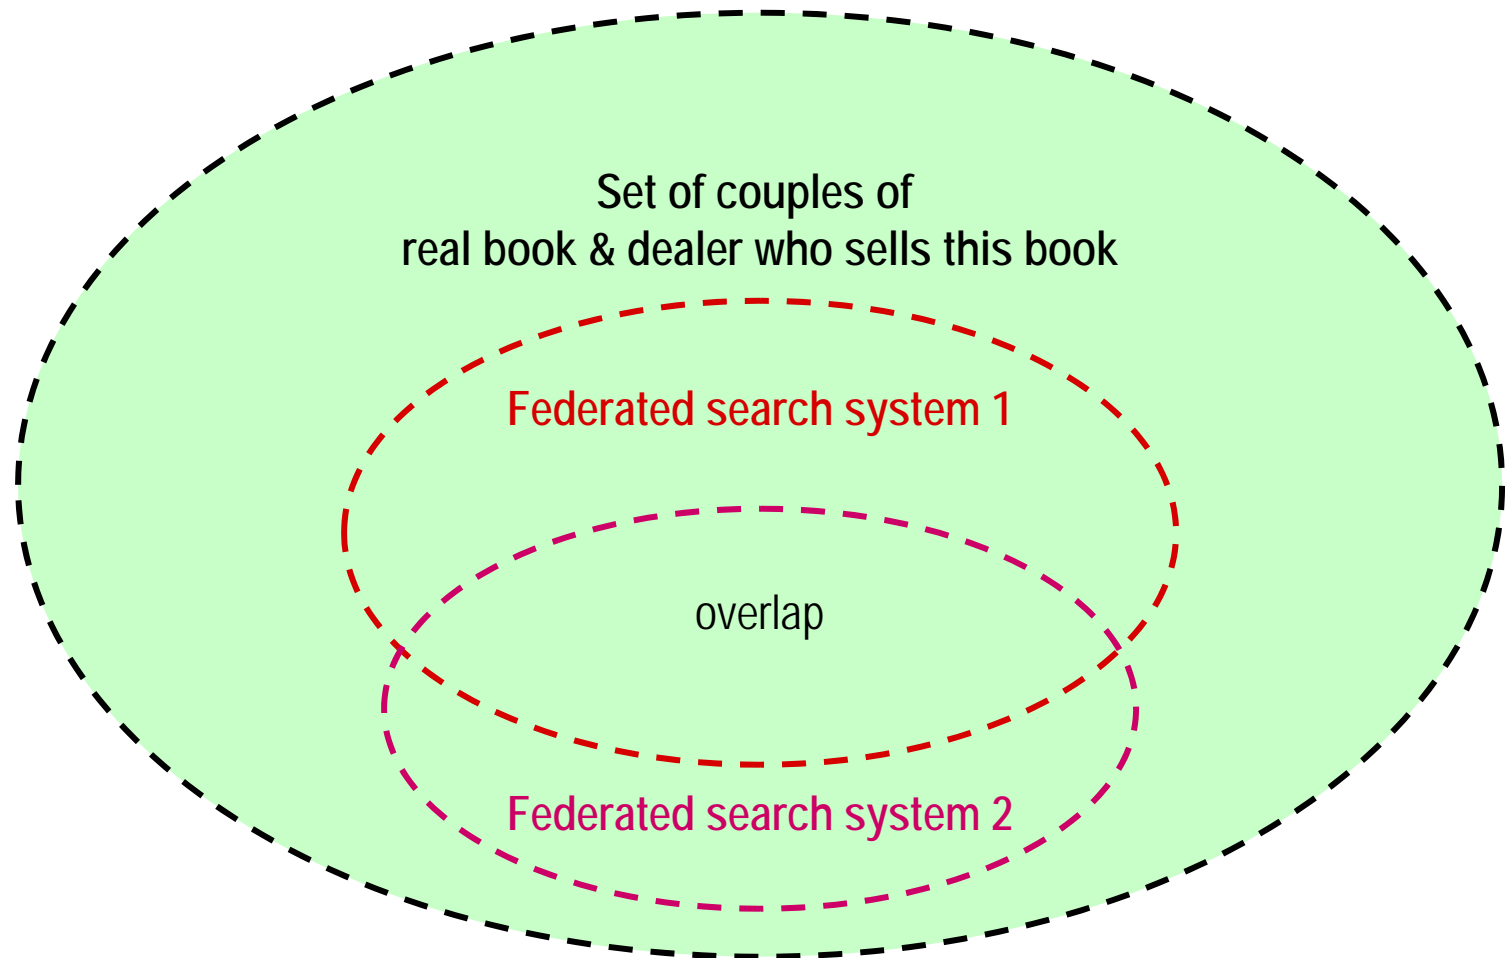 Set of couples of
real book & dealer who sells this book
Federated search system 1
overlap
Federated search system 2